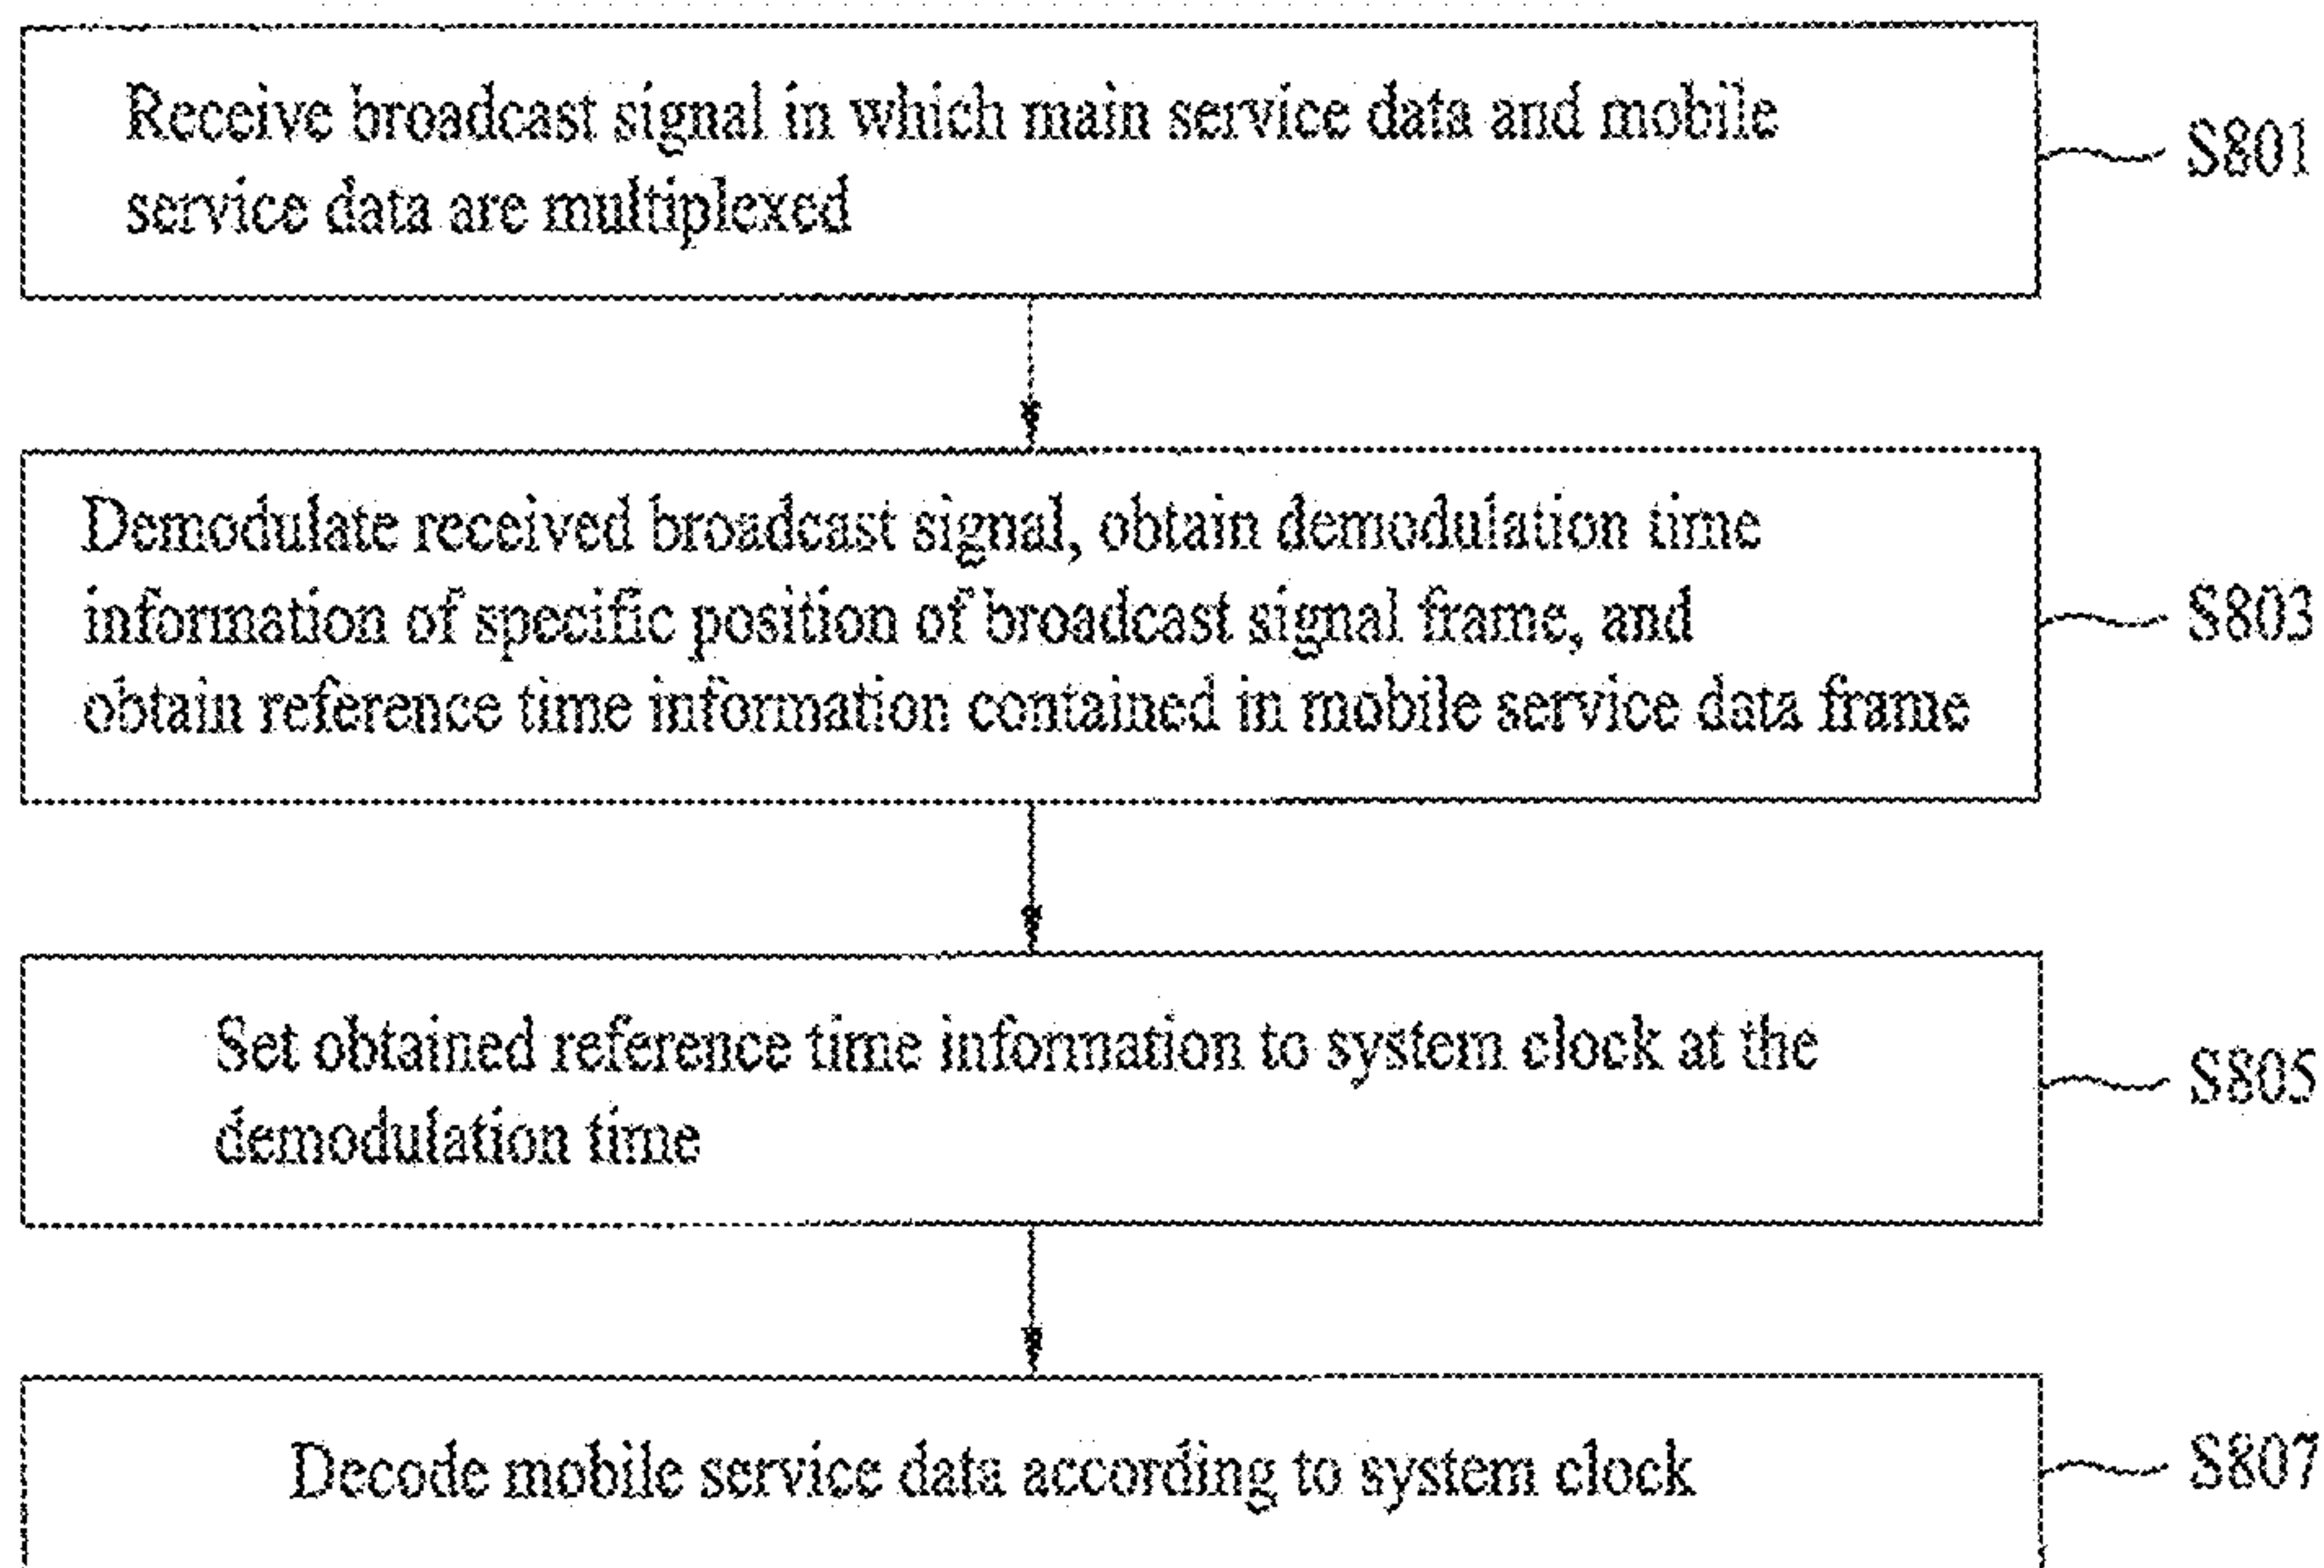 Receive broadcast signal in which main service data and mobile
service data are multiplexed
S801
Demodulate received broadcast signal, obtain demodulation time
information of specific position of broadcast signal frame, and
obtain reference time information contained in mobile service data frame
S803
Set obtained reference time information to system clock at the
demodulation time
S805
Decode mobile service data according to system clock
S807